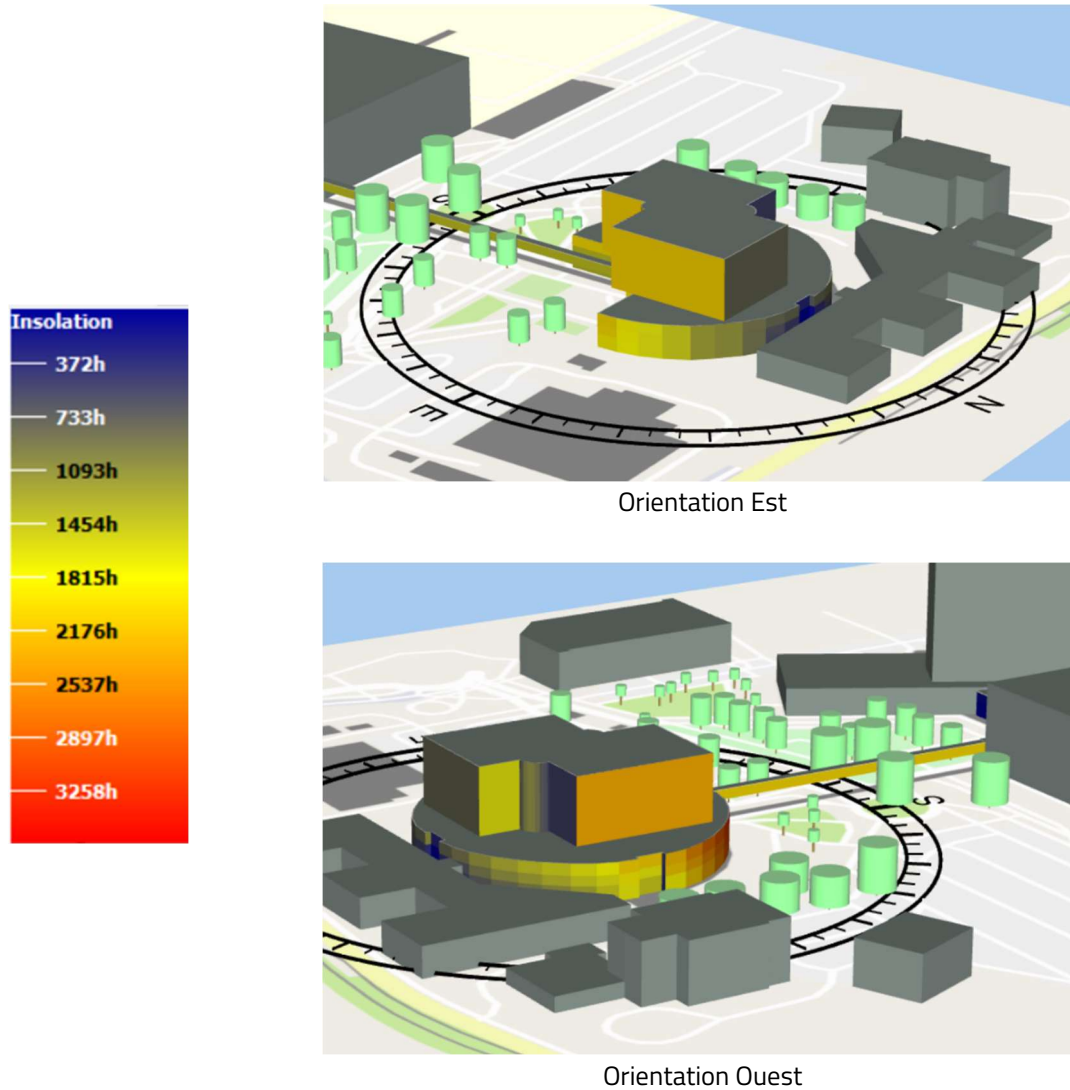 Insolation
372h
733h
1093h
1454h
1815h
2176h
2537h
2897h
3258h
S
E
N
Orientation Est
S
Orientation Ouest